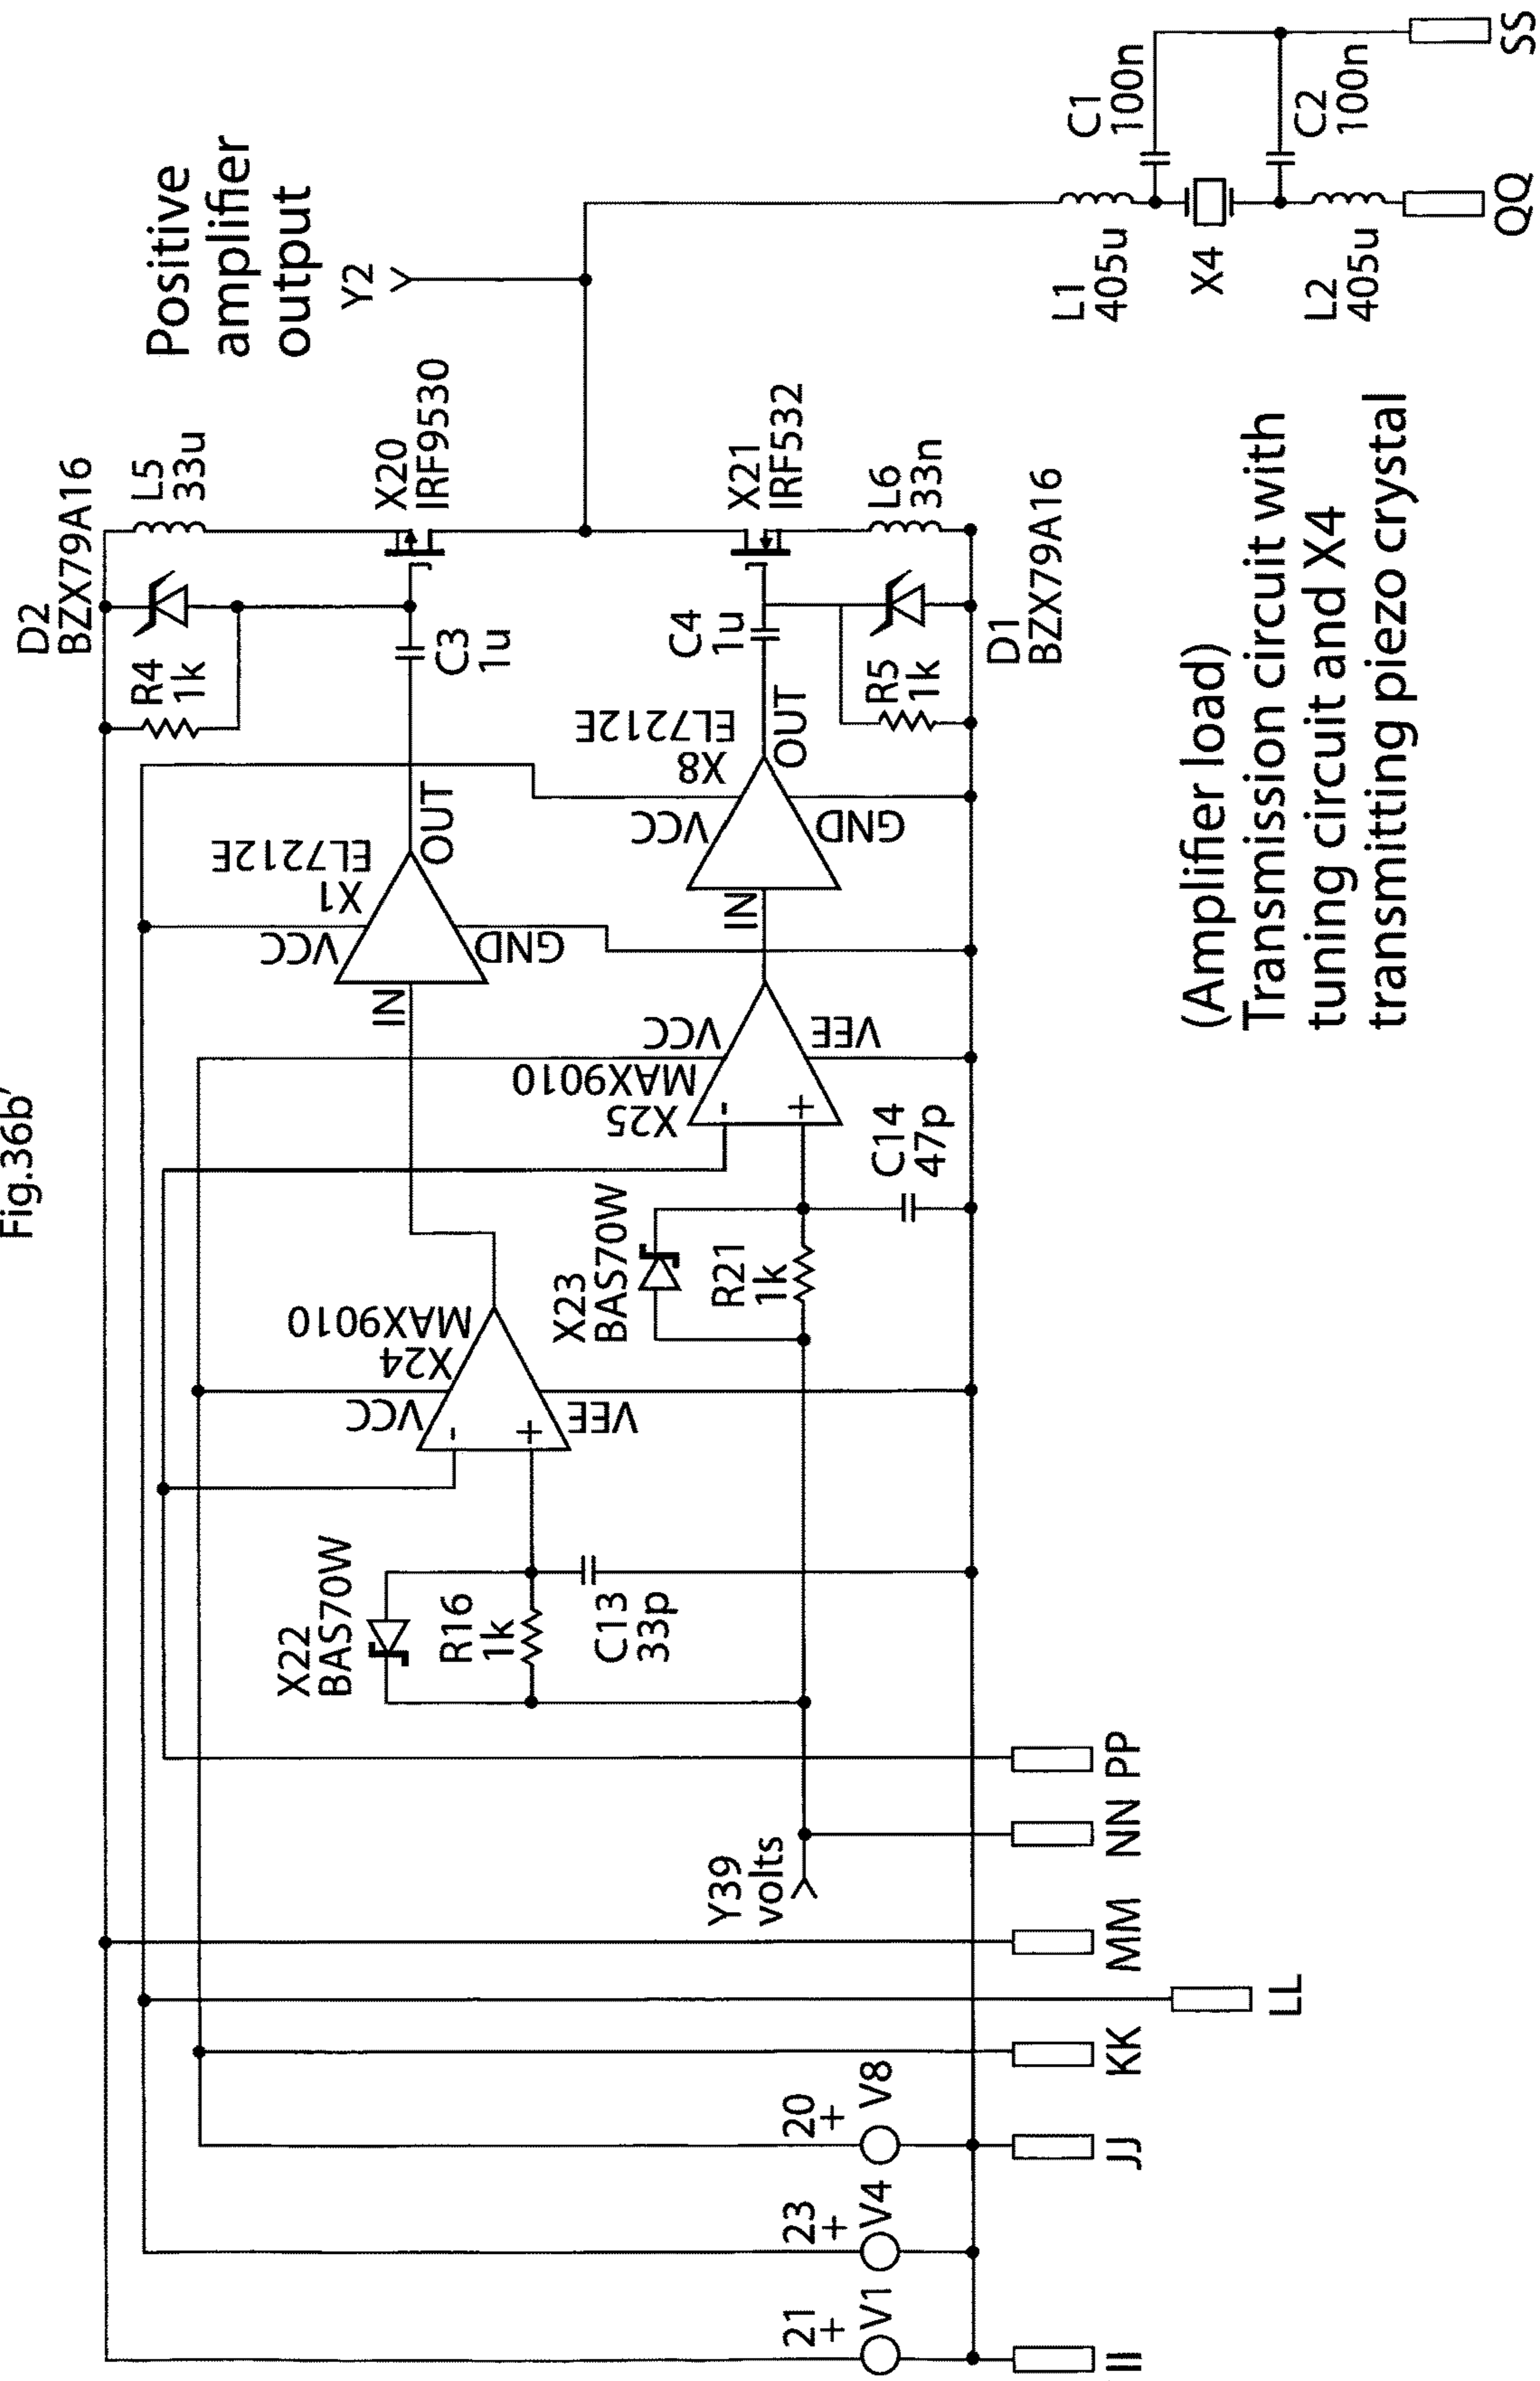 Fig.36b'
D2
BZX79A16
L5
33u
R4
1k
X20
IRF9530
C3
1u
Positive
amplifier
output
Y2
X1
EL7212E
VCC
GND
IN
OUT
X8
EL7212E
VCC
GND
IN
OUT
C4
1u
X21
IRF532
R5
1k
L6
33n
D1
BZX79A16
X22
BAS70W
R16
1k
C13
33p
X24
MAX9010
VCC
VEE
-
+
X23
BAS70W
R21
1k
C14
47p
X25
MAX9010
VCC
VEE
-
+
Y39
volts
21
+
V1
23
+
V4
20
+
V8
II
JJ
KK
LL
MM
NN
PP
L1
405u
C1
100n
X4
C2
100n
L2
405u
QQ
SS
(Amplifier load)
Transmission circuit with
tuning circuit and X4
transmitting piezo crystal